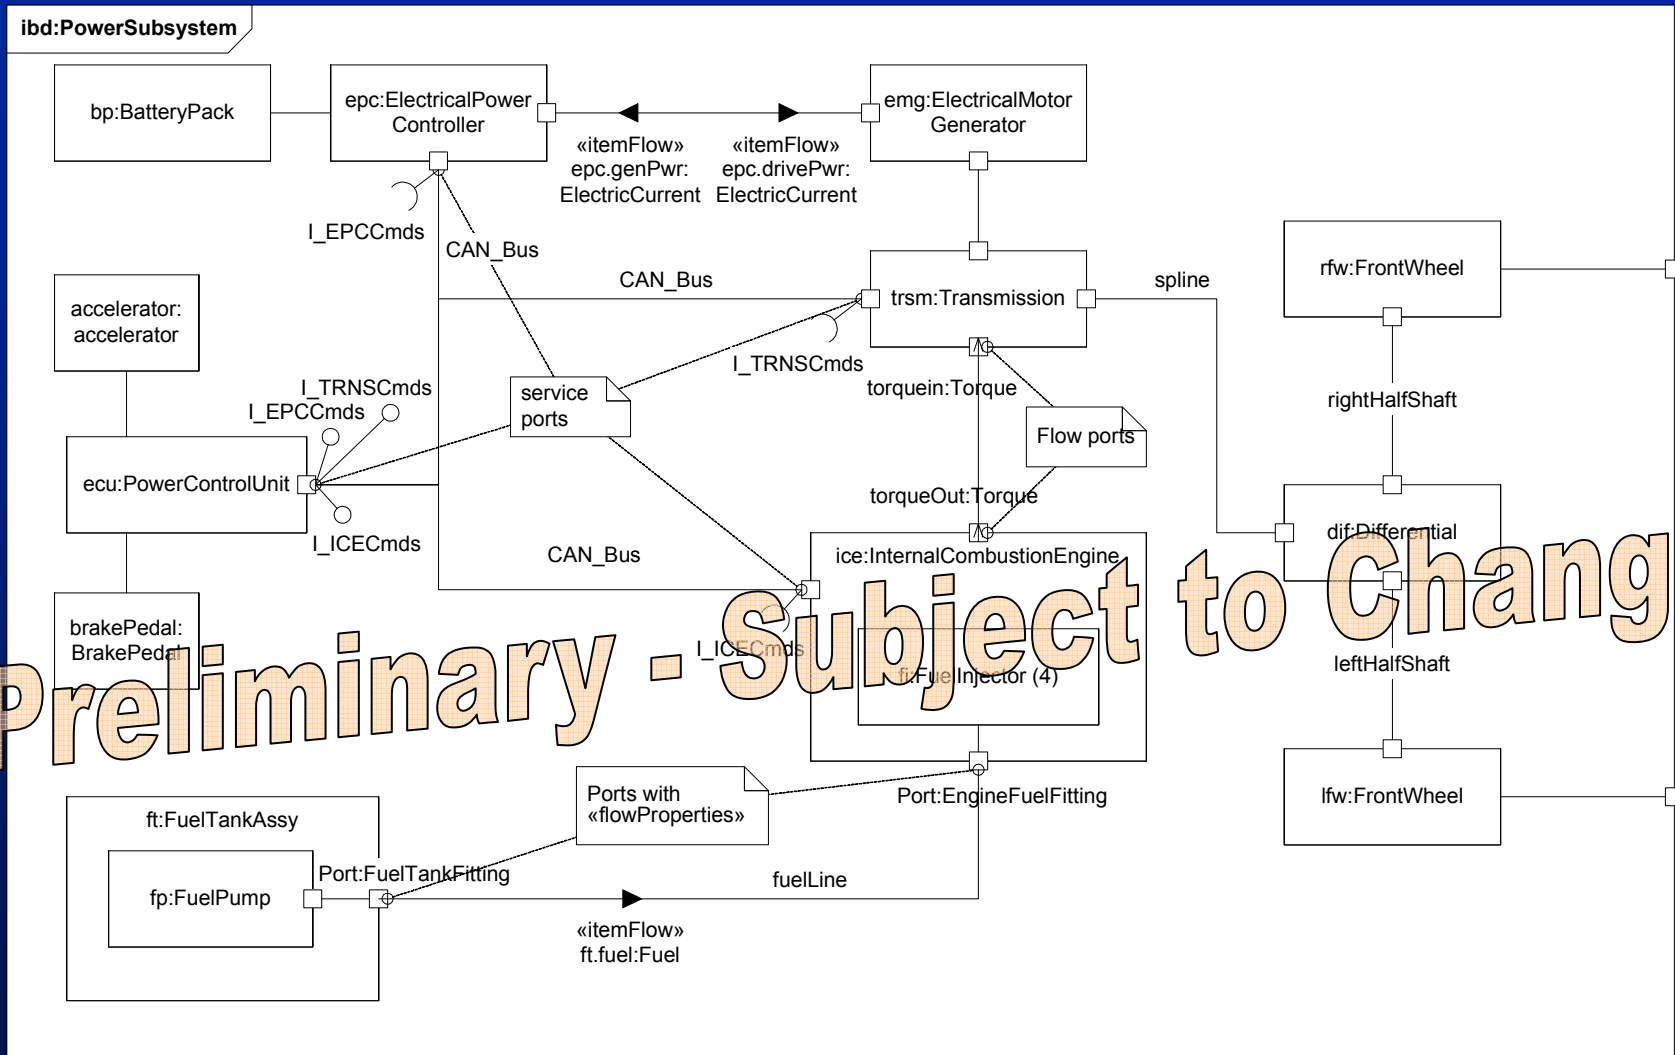 ibd:PowerSubsystem
bp:BatteryPack
epc:ElectricalPower
Controller
emg:ElectricalMotor
Generator
«itemFlow»
epc.genPwr:
ElectricCurrent
«itemFlow»
epc.drivePwr:
ElectricCurrent
I_EPCCmds
CAN_Bus
CAN_Bus
trsm:Transmission
spline
rfw:FrontWheel
accelerator:
accelerator
I_TRNSCmds
I_TRNSCmds
I_EPCCmds
service
ports
torquein:Torque
Flow ports
rightHalfShaft
ecu:PowerControlUnit
torqueOut:Torque
I_ICECmds
CAN_Bus
ice:InternalCombustionEngine
dif:Differential
brakePedal:
BrakePedal
I_ICECmds
fi:FuelInjector (4)
leftHalfShaft
Preliminary - Subject to Chang
Ports with
«flowProperties»
Port:EngineFuelFitting
lfw:FrontWheel
ft:FuelTankAssy
Port:FuelTankFitting
fp:FuelPump
fuelLine
«itemFlow»
ft.fuel:Fuel